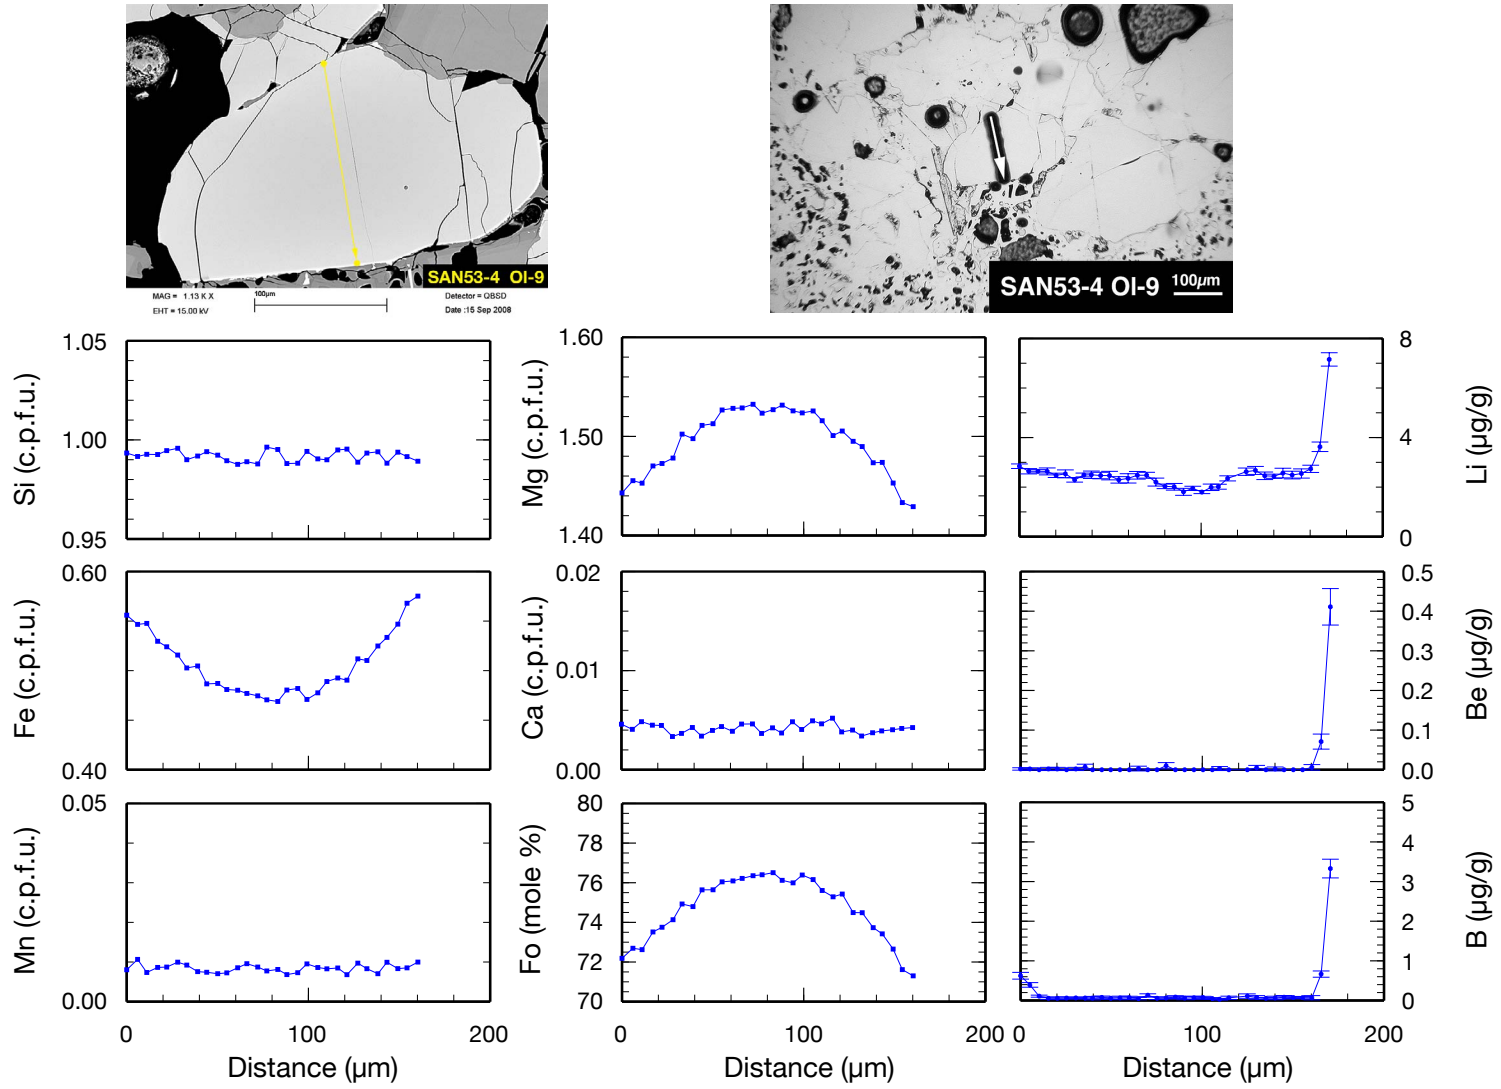 SAN53-4 Ol-9
MAG = 1.13 K X
100µm
Detector = QBSD
EHT = 15.00 kV
Date :15 Sep 2008
SAN53-4 Ol-9 100µm
Si (c.p.f.u.)
1.05
1.00
0.95
Mg (c.p.f.u.)
1.60
1.50
1.40
Li (µg/g)
8
4
0
Fe (c.p.f.u.)
0.60
0.40
Ca (c.p.f.u.)
0.02
0.01
0.00
Be (µg/g)
0.5
0.4
0.3
0.2
0.1
0.0
Mn (c.p.f.u.)
0.05
0.00
0 100 200
Distance (µm)
Fo (mole %)
80
78
76
74
72
70
0 100 200
Distance (µm)
B (µg/g)
5
4
3
2
1
0
0 100 200
Distance (µm)